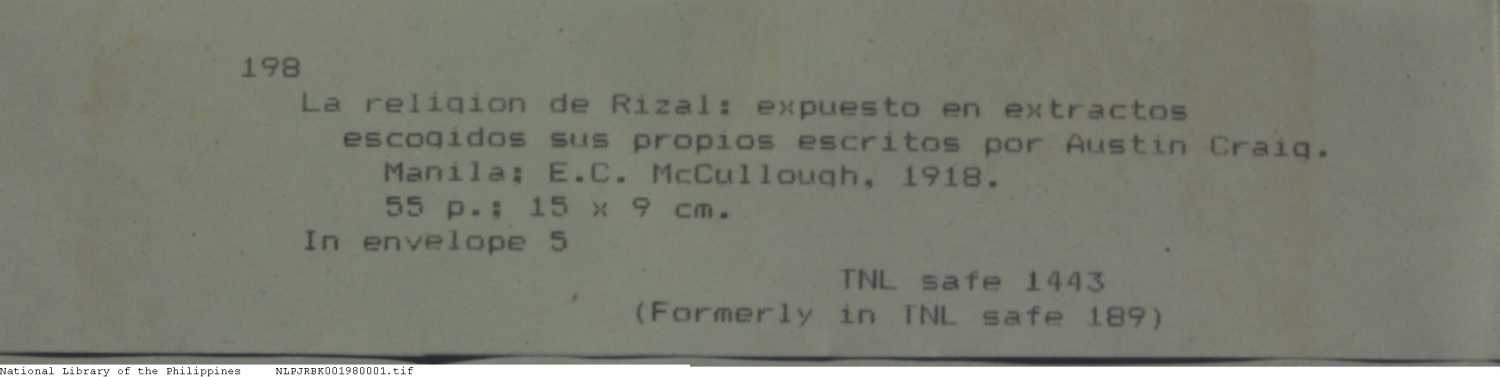 198
La religion de Rizal: expuesto en extractos
escogidos sus propios escritos por Austin Craig.
Manila; E.C. McCullough, 1918.
55 p.; 15 x 9 cm.
In envelope 5
TNL safe 1443
(Formerly in TNL safe 189)
National Library of the Philippines NLPJRBK001980001.tif